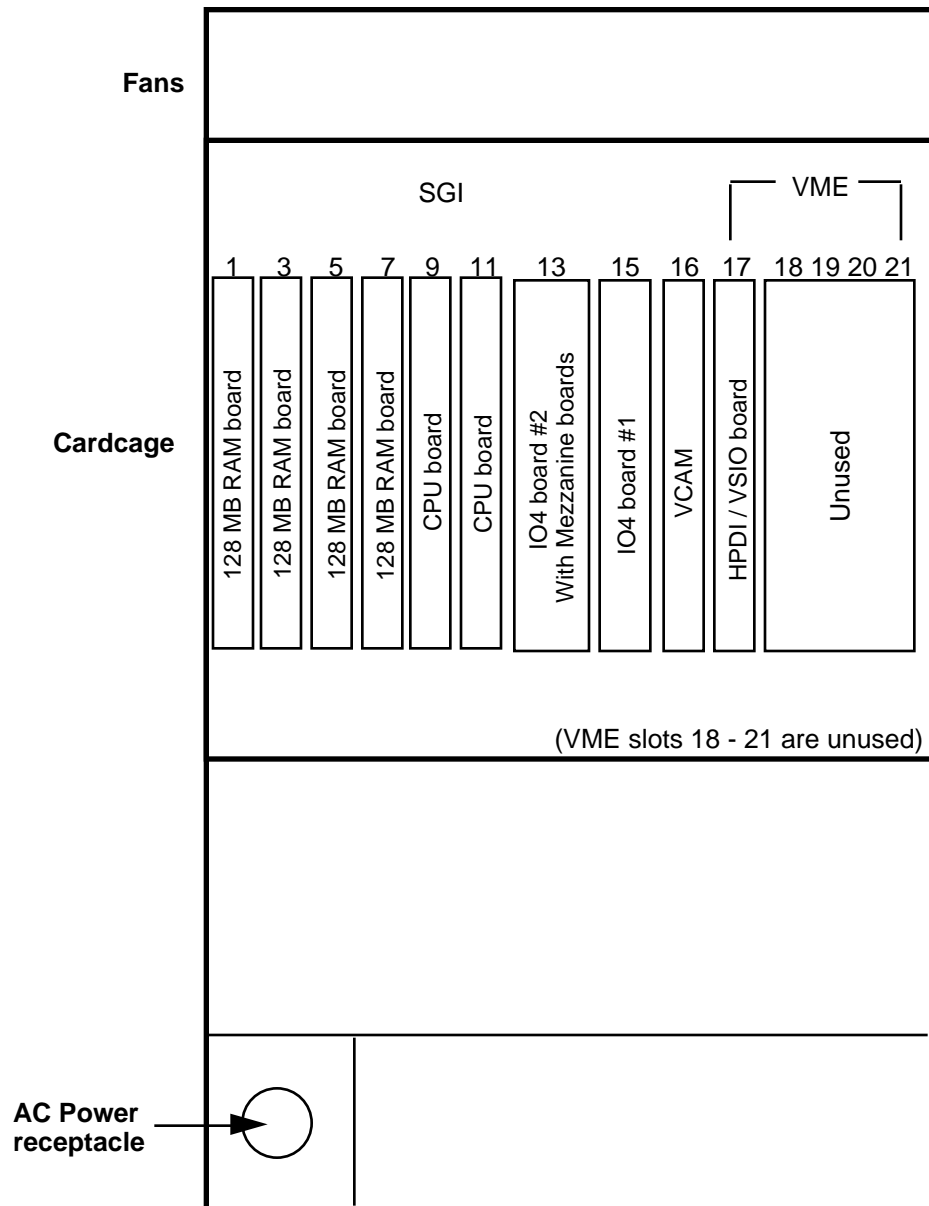 Fans
SGI
VME
1 3 5 7 9 11 13 15 16 17 18 19 20 21
Cardcage
128 MB RAM board
128 MB RAM board
128 MB RAM board
128 MB RAM board
CPU board
CPU board
IO4 board #2
With Mezzanine boards
IO4 board #1
VCAM
HPDI / VSIO board
Unused
(VME slots 18 - 21 are unused)
AC Power
receptacle